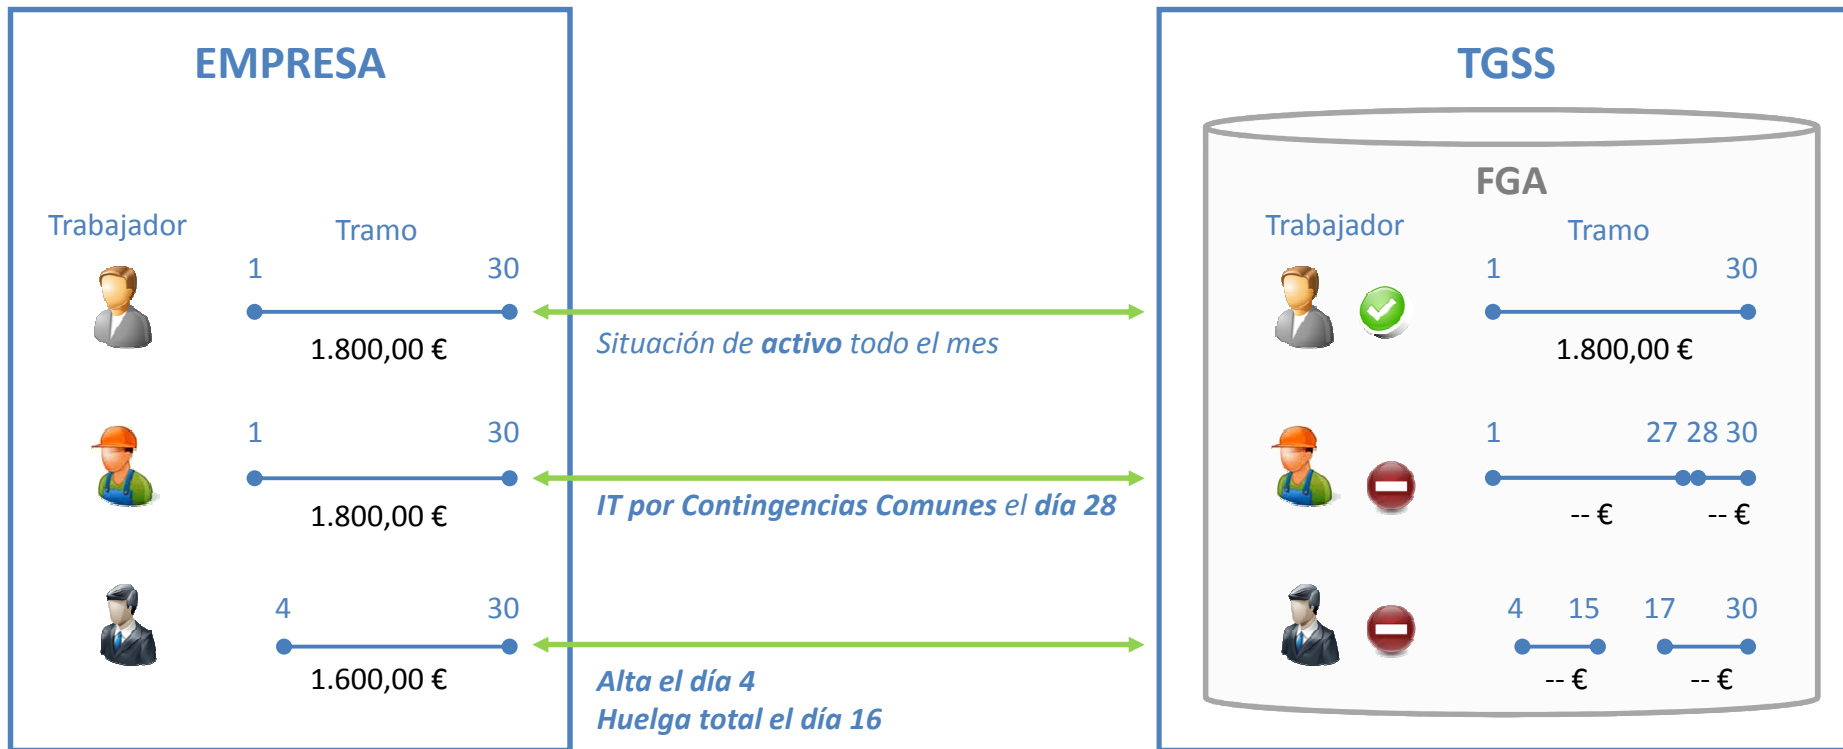 EMPRESA
TGSS
FGA
Trabajador
Tramo
Trabajador
Tramo
1
30
1
30
1.800,00 €
Situación de activo todo el mes
1.800,00 €
1
30
1
27 28 30
1.800,00 €
IT por Contingencias Comunes el día 28
-- €
-- €
4
30
4
15
17
30
1.600,00 €
Alta el día 4
-- €
-- €
Huelga total el día 16